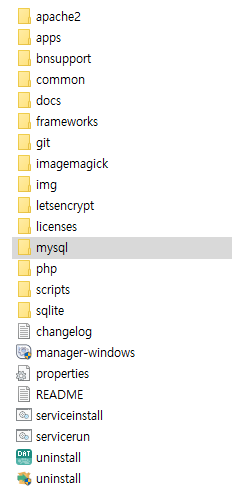 apache2
apps
bnsupport
common
docs
frameworks
git
imagemagick
img
letsencrypt
licenses
mysql
php
scripts
sqlite
changelog
manager-windows
properties
README
serviceinstall
servicerun
DAT uninstall
uninstall